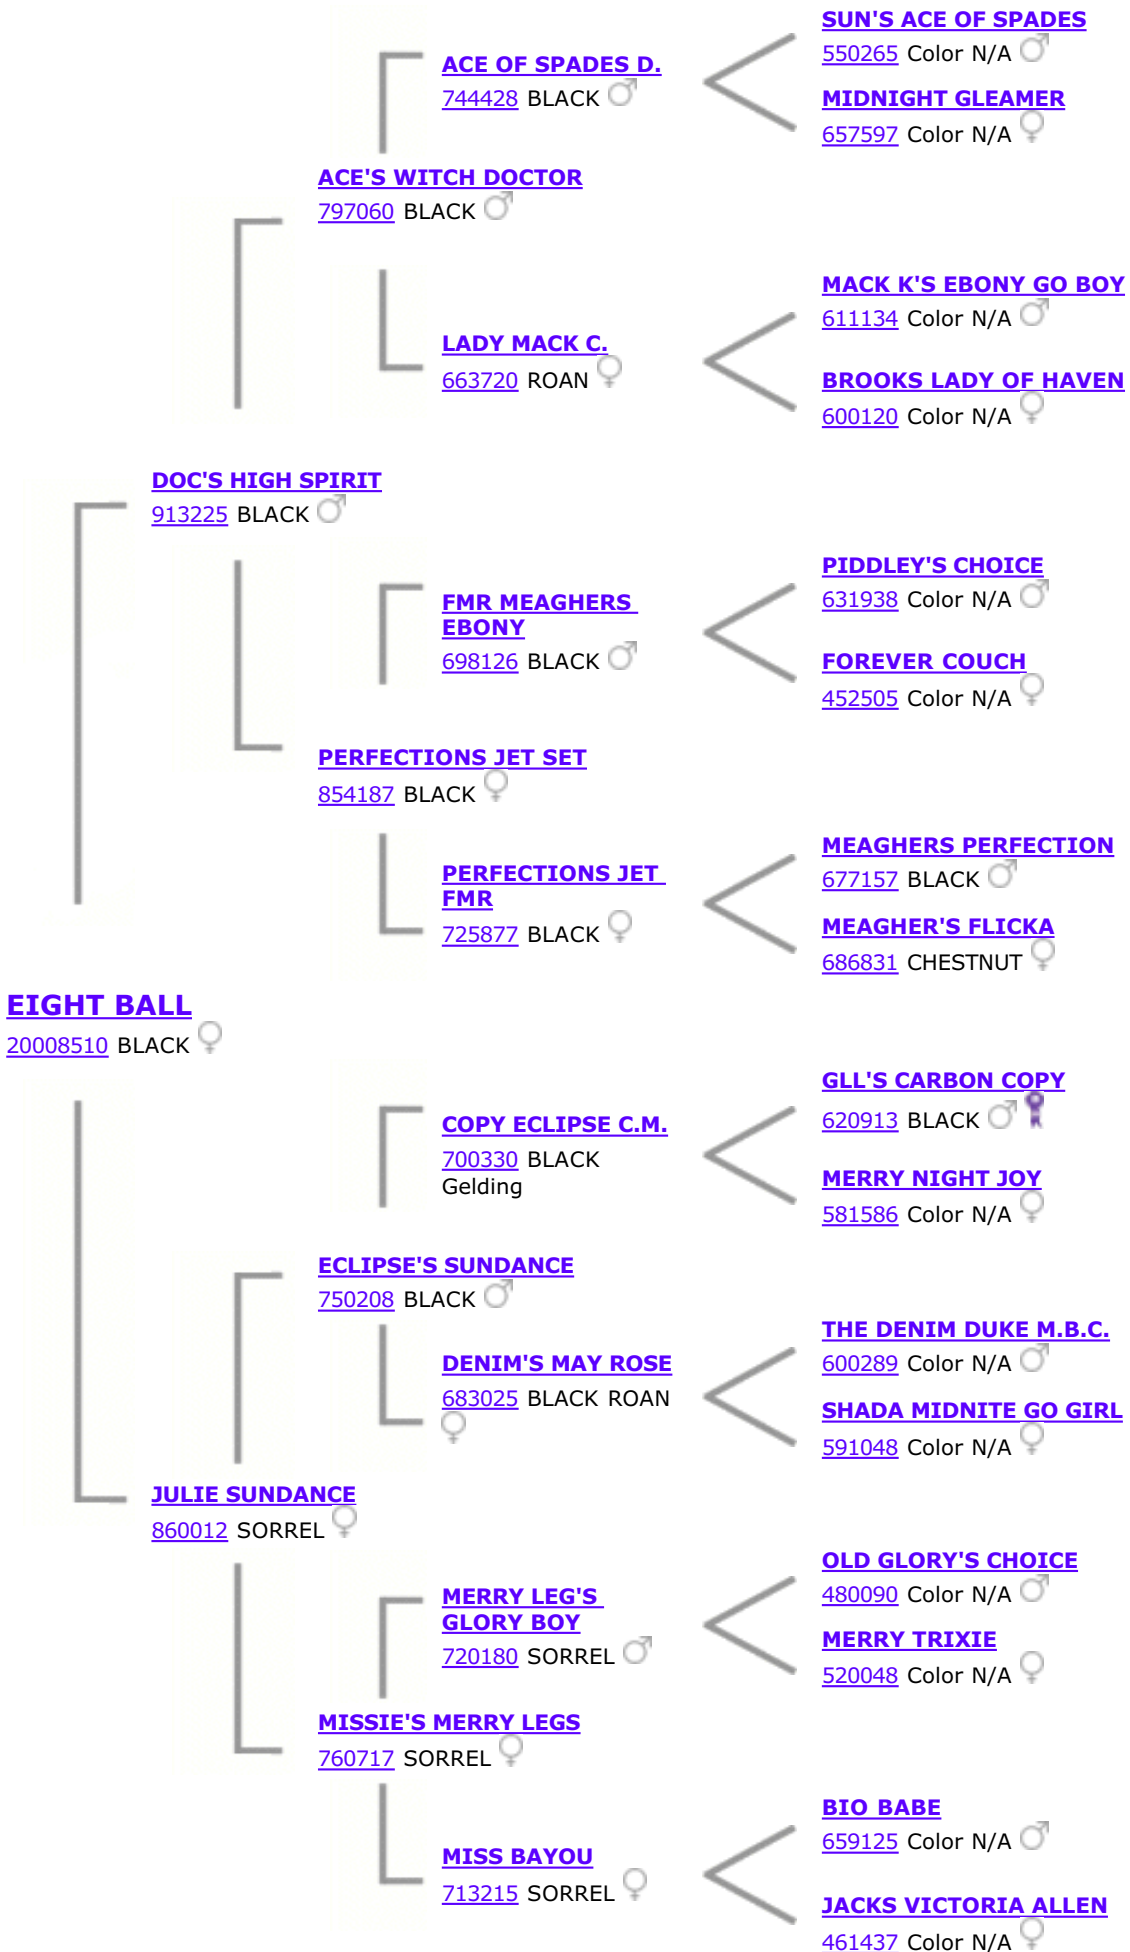 SUN'S ACE OF SPADES
550265 Color N/A
ACE OF SPADES D.
744428 BLACK
MIDNIGHT GLEAMER
657597 Color N/A
ACE'S WITCH DOCTOR
797060 BLACK
MACK K'S EBONY GO BOY
611134 Color N/A
LADY MACK C.
663720 ROAN
BROOKS LADY OF HAVEN
600120 Color N/A
DOC'S HIGH SPIRIT
913225 BLACK
PIDDLEY'S CHOICE
631938 Color N/A
FMR MEAGHERS
EBONY
698126 BLACK
FOREVER COUCH
452505 Color N/A
PERFECTIONS JET SET
854187 BLACK
MEAGHERS PERFECTION
677157 BLACK
PERFECTIONS JET
FMR
725877 BLACK
MEAGHER'S FLICKA
686831 CHESTNUT
EIGHT BALL
20008510 BLACK
GLL'S CARBON COPY
620913 BLACK
COPY ECLIPSE C.M.
700330 BLACK
Gelding
MERRY NIGHT JOY
581586 Color N/A
ECLIPSE'S SUNDANCE
750208 BLACK
THE DENIM DUKE M.B.C.
600289 Color N/A
DENIM'S MAY ROSE
683025 BLACK ROAN
SHADA MIDNITE GO GIRL
591048 Color N/A
JULIE SUNDANCE
860012 SORREL
OLD GLORY'S CHOICE
480090 Color N/A
MERRY LEG'S
GLORY BOY
720180 SORREL
MERRY TRIXIE
520048 Color N/A
MISSIE'S MERRY LEGS
760717 SORREL
BIO BABE
659125 Color N/A
MISS BAYOU
713215 SORREL
JACKS VICTORIA ALLEN
461437 Color N/A